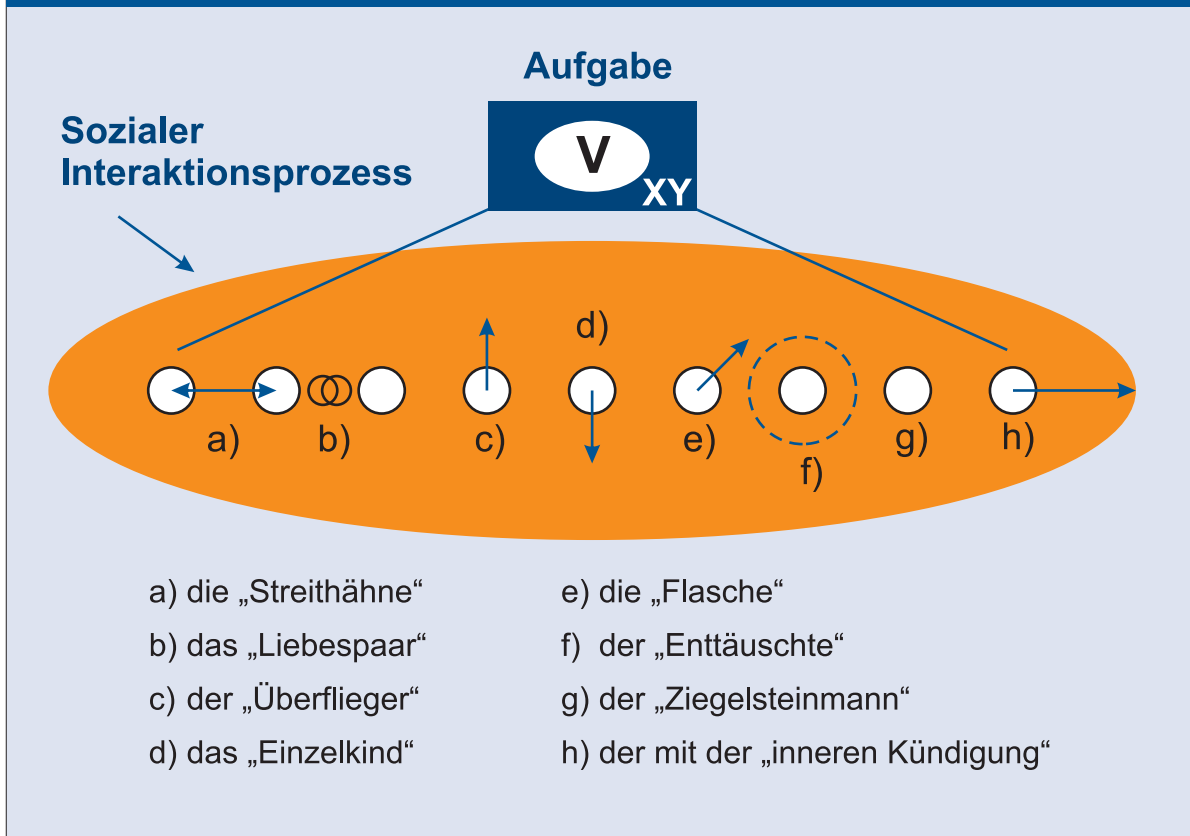 Aufgabe
Sozialer
Interaktionsprozess
V
XY
d)
a)
b)
c)
e)
f)
g)
h)
a) die „Streithähne“
b) das „Liebespaar“
c) der „Überflieger“
d) das „Einzelkind“
e) die „Flasche“
f) der „Enttäuschte“
g) der „Ziegelsteinmann“
h) der mit der „inneren Kündigung“